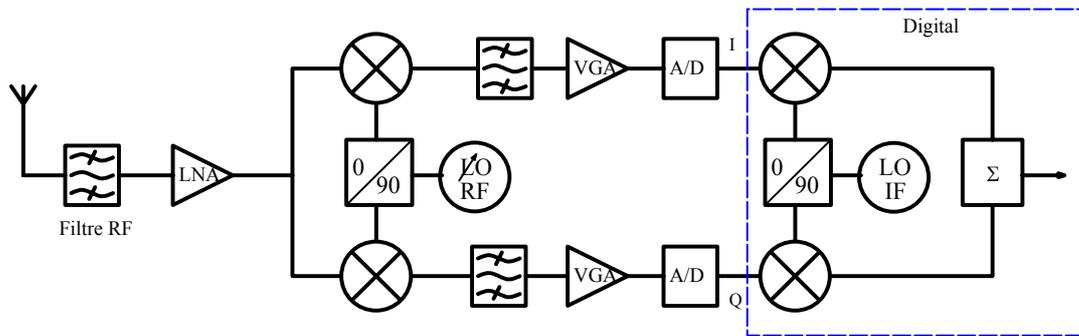 Digital
I
VGA
A/D
LNA
Filtre RF
0
90
LO
RF
0
90
LO
IF
Σ
VGA
A/D
Q